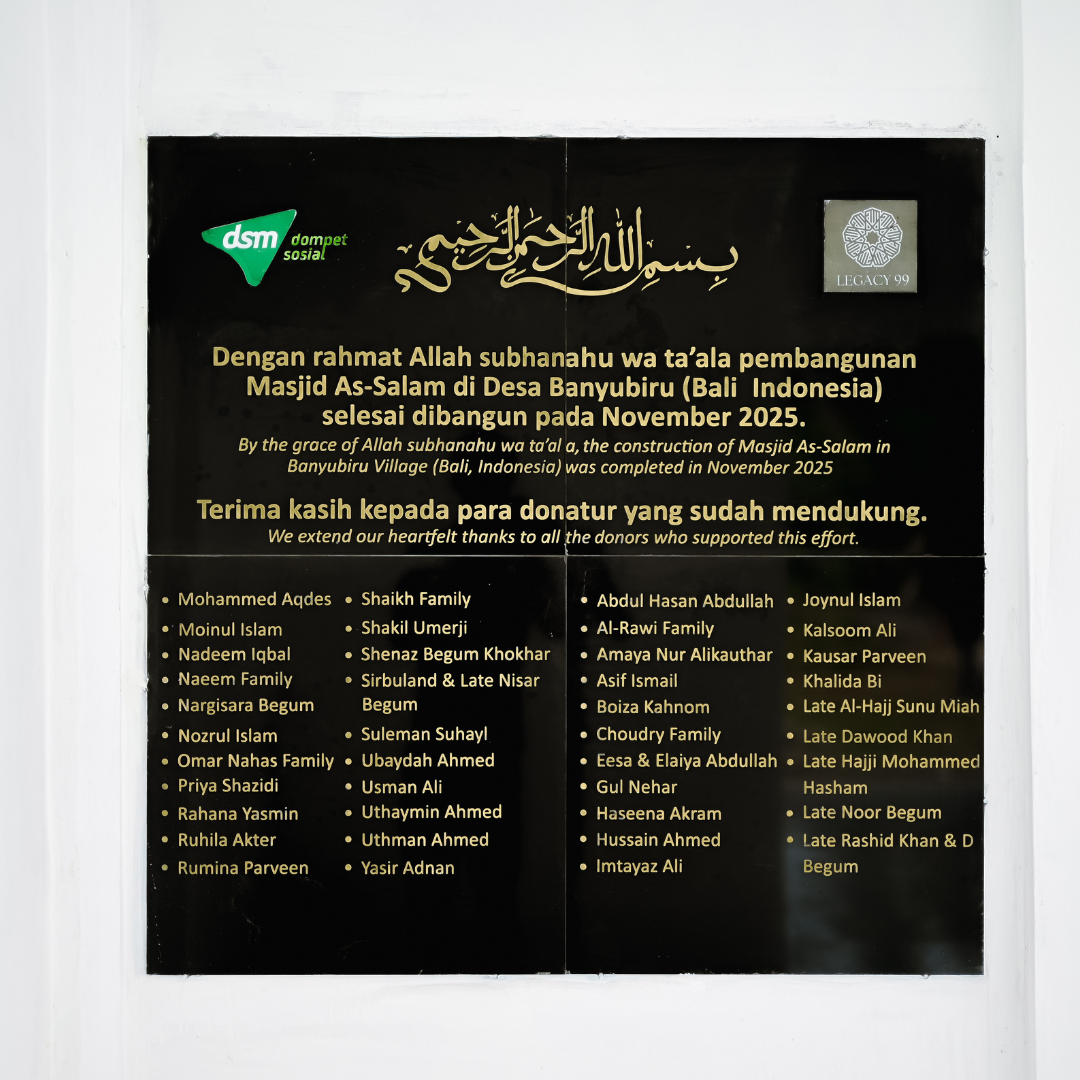 dsm dompet
sosial
بسم الله الرحمن الرحيم
LEGACY 99
Dengan rahmat Allah subhanahu wa ta’ala pembangunan
Masjid As-Salam di Desa Banyubiru (Bali Indonesia)
selesai dibangun pada November 2025.
By the grace of Allah subhanahu wa ta’al a, the construction of Masjid As-Salam in
Banyubiru Village (Bali, Indonesia) was completed in November 2025
Terima kasih kepada para donatur yang sudah mendukung.
We extend our heartfelt thanks to all the donors who supported this effort.
• Mohammed Aqdes
• Moinul Islam
• Nadeem Iqbal
• Naeem Family
• Nargisara Begum
• Nozrul Islam
• Omar Nahas Family
• Priya Shazidi
• Rahana Yasmin
• Ruhila Akter
• Rumina Parveen
• Shaikh Family
• Shakil Umerji
• Shenaz Begum Khokhar
• Sirbuland & Late Nisar
Begum
• Suleman Suhayl
• Ubaydah Ahmed
• Usman Ali
• Uthaymin Ahmed
• Uthman Ahmed
• Yasir Adnan
• Abdul Hasan Abdullah
• Al-Rawi Family
• Amaya Nur Alikauthar
• Asif Ismail
• Boiza Kahnom
• Choudry Family
• Eesa & Elaiya Abdullah
• Gul Nehar
• Haseena Akram
• Hussain Ahmed
• Imtayaz Ali
• Joynul Islam
• Kalsoom Ali
• Kausar Parveen
• Khalida Bi
• Late Al-Hajj Sunu Miah
• Late Dawood Khan
• Late Hajji Mohammed
Hasham
• Late Noor Begum
• Late Rashid Khan & D
Begum